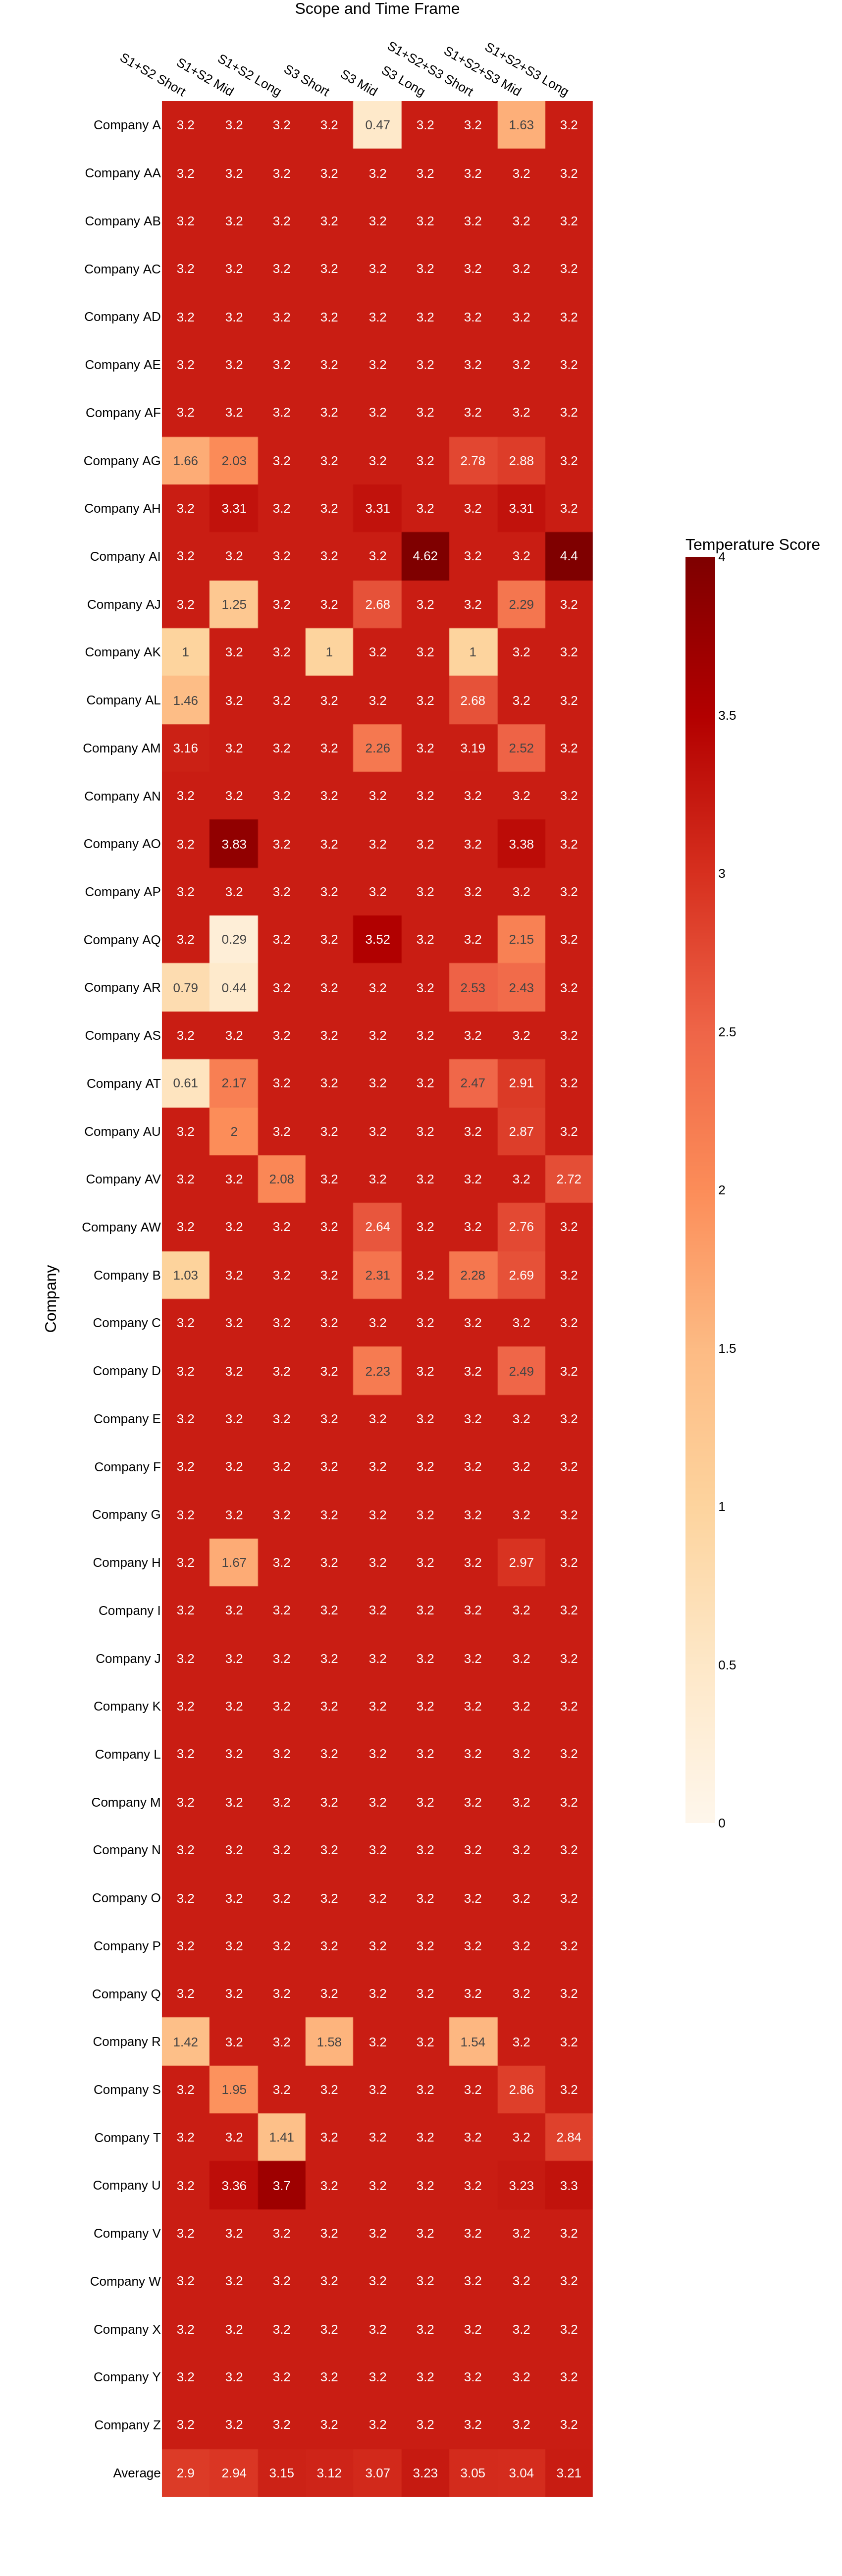 Scope and Time Frame
S1+S2 Short S1+S2 Mid S1+S2 Long S3 Short S3 Mid S3 Long S1+S2+S3 Short S1+S2+S3 Mid S1+S2+S3 Long
Company A 3.2 3.2 3.2 3.2 0.47 3.2 3.2 1.63 3.2
Company AA 3.2 3.2 3.2 3.2 3.2 3.2 3.2 3.2 3.2
Company AB 3.2 3.2 3.2 3.2 3.2 3.2 3.2 3.2 3.2
Company AC 3.2 3.2 3.2 3.2 3.2 3.2 3.2 3.2 3.2
Company AD 3.2 3.2 3.2 3.2 3.2 3.2 3.2 3.2 3.2
Company AE 3.2 3.2 3.2 3.2 3.2 3.2 3.2 3.2 3.2
Company AF 3.2 3.2 3.2 3.2 3.2 3.2 3.2 3.2 3.2
Company AG 1.66 2.03 3.2 3.2 3.2 3.2 2.78 2.88 3.2
Company AH 3.2 3.31 3.2 3.2 3.31 3.2 3.2 3.31 3.2
Company AI 3.2 3.2 3.2 3.2 3.2 4.62 3.2 3.2 4.4
Company AJ 3.2 1.25 3.2 3.2 2.68 3.2 3.2 2.29 3.2
Company AK 1 3.2 3.2 1 3.2 3.2 1 3.2 3.2
Company AL 1.46 3.2 3.2 3.2 3.2 3.2 2.68 3.2 3.2
Company AM 3.16 3.2 3.2 3.2 2.26 3.2 3.19 2.52 3.2
Company AN 3.2 3.2 3.2 3.2 3.2 3.2 3.2 3.2 3.2
Company AO 3.2 3.83 3.2 3.2 3.2 3.2 3.2 3.38 3.2
Company AP 3.2 3.2 3.2 3.2 3.2 3.2 3.2 3.2 3.2
Company AQ 3.2 0.29 3.2 3.2 3.52 3.2 3.2 2.15 3.2
Company AR 0.79 0.44 3.2 3.2 3.2 3.2 2.53 2.43 3.2
Company AS 3.2 3.2 3.2 3.2 3.2 3.2 3.2 3.2 3.2
Company AT 0.61 2.17 3.2 3.2 3.2 3.2 2.47 2.91 3.2
Company AU 3.2 2 3.2 3.2 3.2 3.2 3.2 2.87 3.2
Company AV 3.2 3.2 2.08 3.2 3.2 3.2 3.2 3.2 2.72
Company AW 3.2 3.2 3.2 3.2 2.64 3.2 3.2 2.76 3.2
Company B 1.03 3.2 3.2 3.2 2.31 3.2 2.28 2.69 3.2
Company C 3.2 3.2 3.2 3.2 3.2 3.2 3.2 3.2 3.2
Company D 3.2 3.2 3.2 3.2 2.23 3.2 3.2 2.49 3.2
Company E 3.2 3.2 3.2 3.2 3.2 3.2 3.2 3.2 3.2
Company F 3.2 3.2 3.2 3.2 3.2 3.2 3.2 3.2 3.2
Company G 3.2 3.2 3.2 3.2 3.2 3.2 3.2 3.2 3.2
Company H 3.2 1.67 3.2 3.2 3.2 3.2 3.2 2.97 3.2
Company I 3.2 3.2 3.2 3.2 3.2 3.2 3.2 3.2 3.2
Company J 3.2 3.2 3.2 3.2 3.2 3.2 3.2 3.2 3.2
Company K 3.2 3.2 3.2 3.2 3.2 3.2 3.2 3.2 3.2
Company L 3.2 3.2 3.2 3.2 3.2 3.2 3.2 3.2 3.2
Company M 3.2 3.2 3.2 3.2 3.2 3.2 3.2 3.2 3.2
Company N 3.2 3.2 3.2 3.2 3.2 3.2 3.2 3.2 3.2
Company O 3.2 3.2 3.2 3.2 3.2 3.2 3.2 3.2 3.2
Company P 3.2 3.2 3.2 3.2 3.2 3.2 3.2 3.2 3.2
Company Q 3.2 3.2 3.2 3.2 3.2 3.2 3.2 3.2 3.2
Company R 1.42 3.2 3.2 1.58 3.2 3.2 1.54 3.2 3.2
Company S 3.2 1.95 3.2 3.2 3.2 3.2 3.2 2.86 3.2
Company T 3.2 3.2 1.41 3.2 3.2 3.2 3.2 3.2 2.84
Company U 3.2 3.36 3.7 3.2 3.2 3.2 3.2 3.23 3.3
Company V 3.2 3.2 3.2 3.2 3.2 3.2 3.2 3.2 3.2
Company W 3.2 3.2 3.2 3.2 3.2 3.2 3.2 3.2 3.2
Company X 3.2 3.2 3.2 3.2 3.2 3.2 3.2 3.2 3.2
Company Y 3.2 3.2 3.2 3.2 3.2 3.2 3.2 3.2 3.2
Company Z 3.2 3.2 3.2 3.2 3.2 3.2 3.2 3.2 3.2
Average 2.9 2.94 3.15 3.12 3.07 3.23 3.05 3.04 3.21
Company
Temperature Score
4
3.5
3
2.5
2
1.5
1
0.5
0